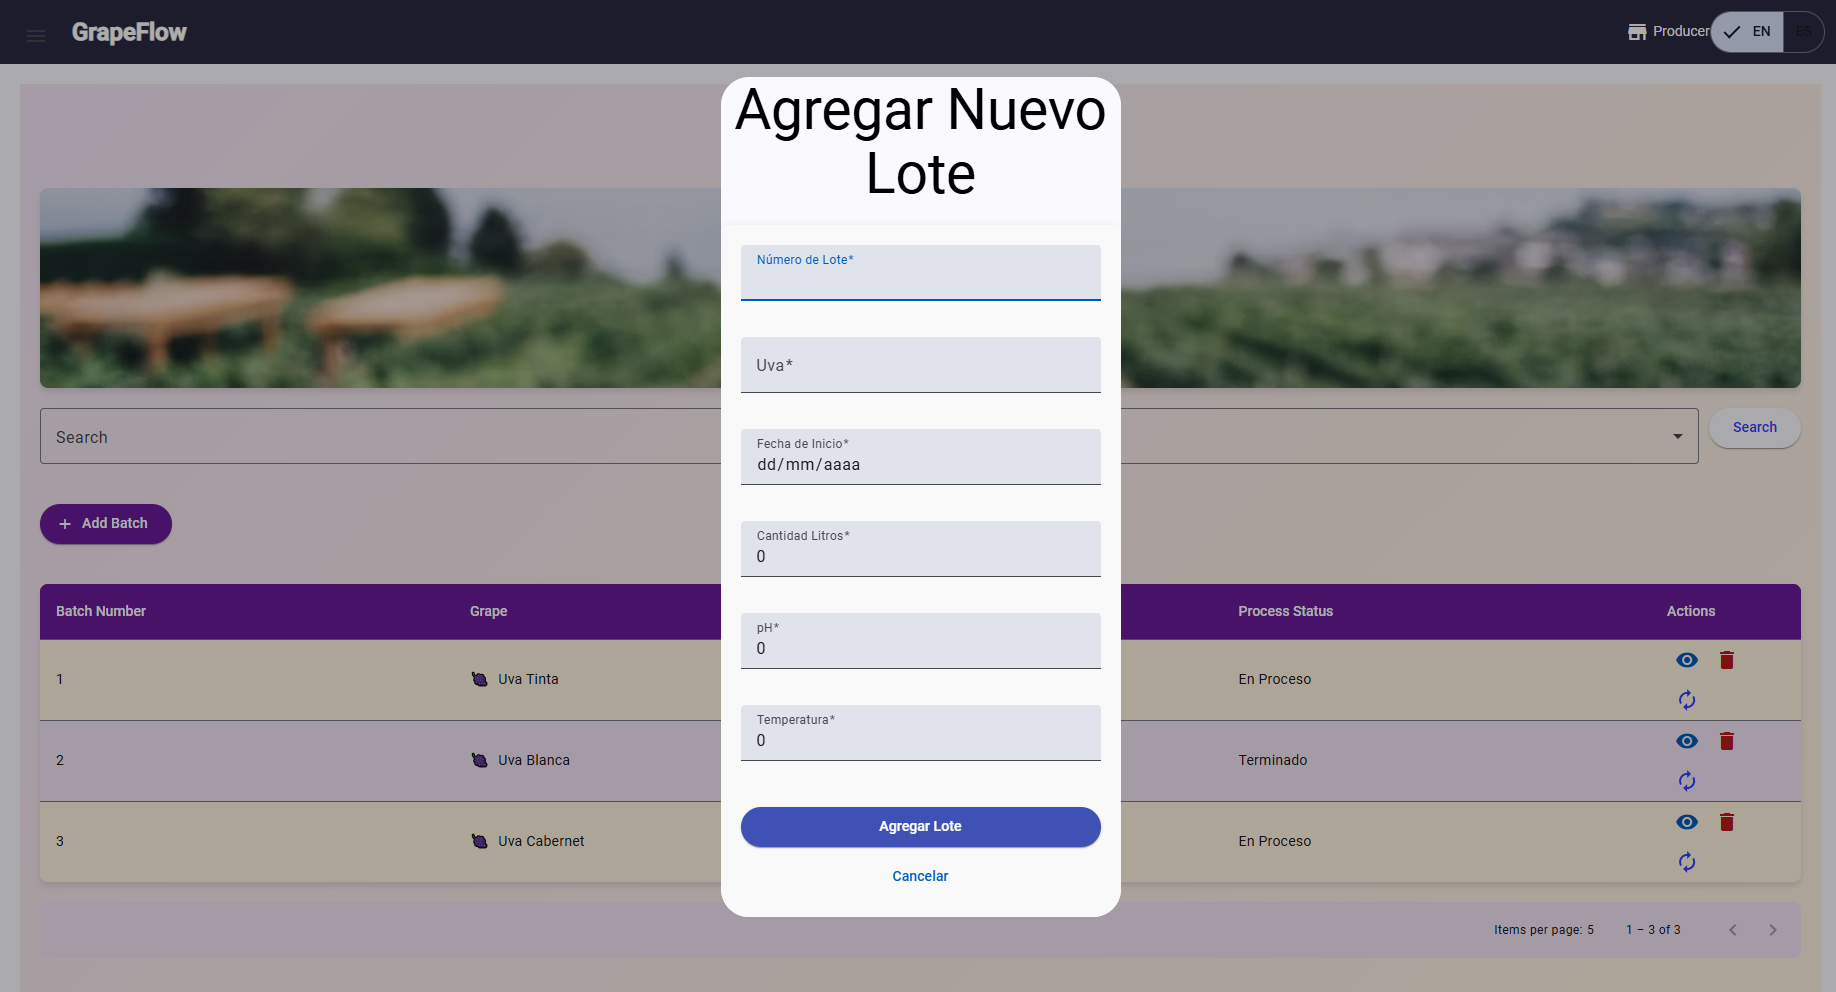 GrapeFlow
Producer
EN
ES
Agregar Nuevo
Lote
Número de Lote*
Uva*
Fecha de Inicio*
dd/mm/aaaa
Cantidad Litros*
0
pH*
0
Temperatura*
0
Agregar Lote
Cancelar
Search
Search
+ Add Batch
Batch Number Grape Process Status Actions
1 Uva Tinta En Proceso
2 Uva Blanca Terminado
3 Uva Cabernet En Proceso
Items per page: 5 1 – 3 of 3